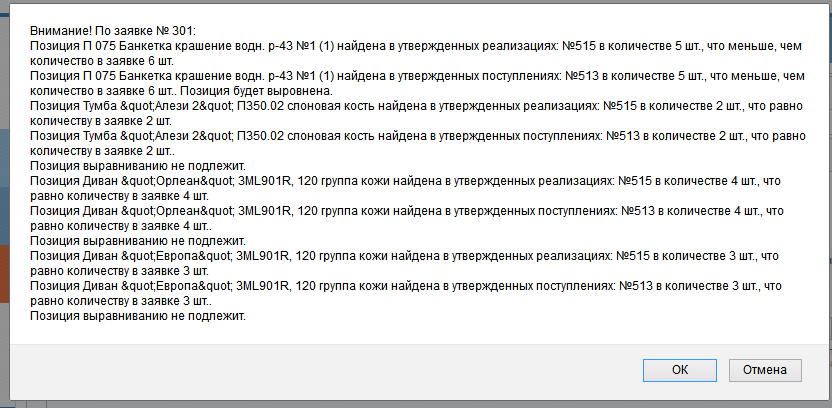 Внимание! По заявке № 301:
Позиция П 075 Банкетка крашение водн. р-43 №1 (1) найдена в утвержденных реализациях: №515 в количестве 5 шт., что меньше, чем
количество в заявке 6 шт.
Позиция П 075 Банкетка крашение водн. р-43 №1 (1) найдена в утвержденных поступлениях: №513 в количестве 5 шт., что меньше, чем
количество в заявке 6 шт.. Позиция будет выровнена.
Позиция Тумба &quot;Алези 2&quot; П350.02 слоновая кость найдена в утвержденных реализациях: №515 в количестве 2 шт., что равно
количеству в заявке 2 шт.
Позиция Тумба &quot;Алези 2&quot; П350.02 слоновая кость найдена в утвержденных поступлениях: №513 в количестве 2 шт., что равно
количеству в заявке 2 шт..
Позиция выравниванию не подлежит.
Позиция Диван &quot;Орлеан&quot; 3ML901R, 120 группа кожи найдена в утвержденных реализациях: №515 в количестве 4 шт., что
равно количеству в заявке 4 шт.
Позиция Диван &quot;Орлеан&quot; 3ML901R, 120 группа кожи найдена в утвержденных поступлениях: №513 в количестве 4 шт., что
равно количеству в заявке 4 шт..
Позиция выравниванию не подлежит.
Позиция Диван &quot;Европа&quot; 3ML901R, 120 группа кожи найдена в утвержденных реализациях: №515 в количестве 3 шт., что
равно количеству в заявке 3 шт.
Позиция Диван &quot;Европа&quot; 3ML901R, 120 группа кожи найдена в утвержденных поступлениях: №513 в количестве 3 шт., что
равно количеству в заявке 3 шт..
Позиция выравниванию не подлежит.
ОК
Отмена